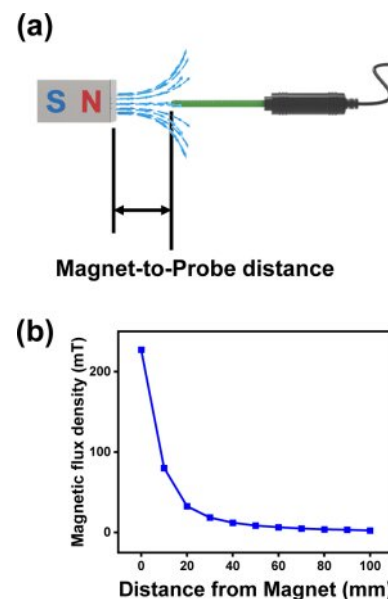 (a)
S N
Magnet-to-Probe distance
(b)
Magnetic flux density (mT)
200
100
0
0 20 40 60 80 100
Distance from Magnet (mm)